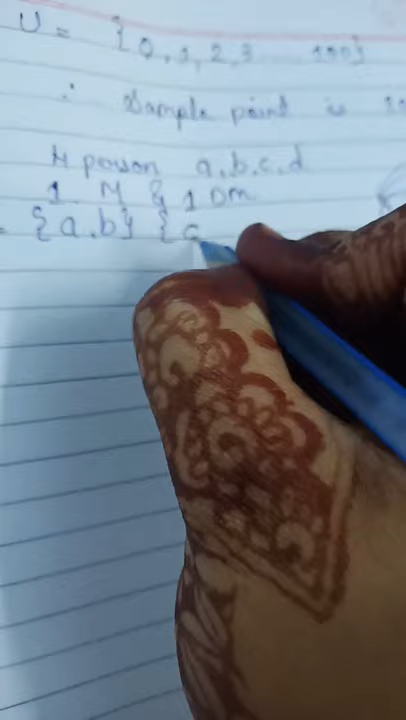 U = {0, 1, 2, 3 ... 100}
∴ Sample point is
4 person a, b, c, d
1 M & 1 DM
= {a, b} {c